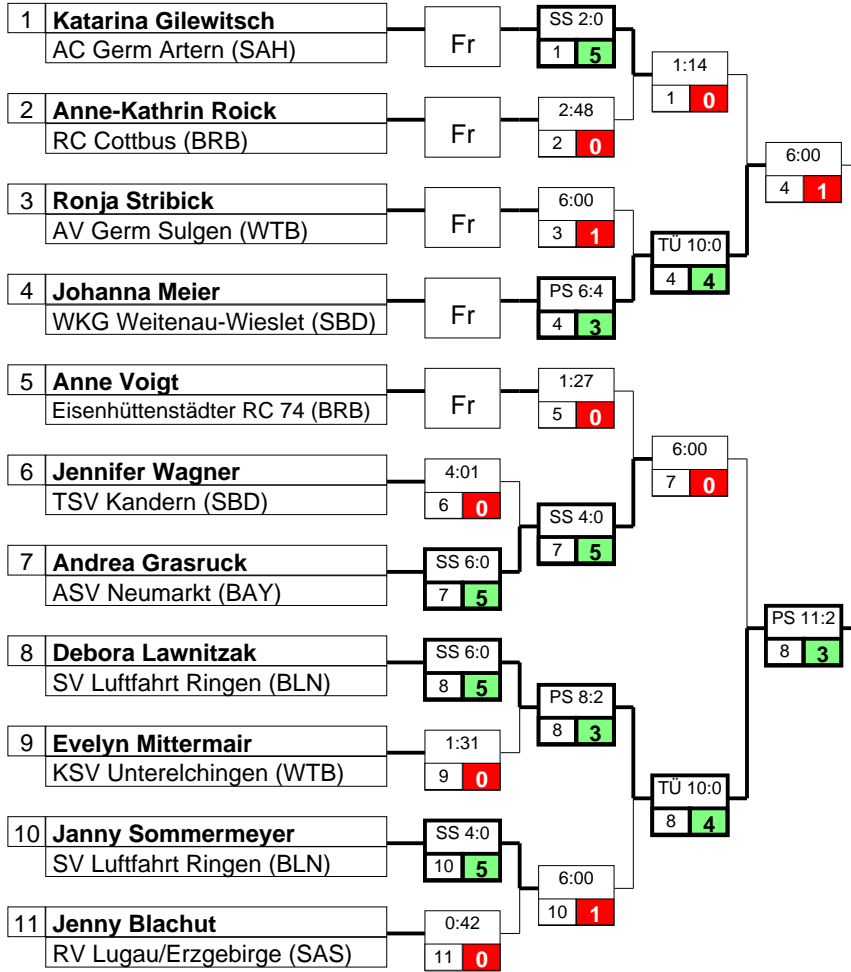 1 Katarina Gilewitsch
AC Germ Artern (SAH)
Fr
SS 2:0
1 5
1:14
1 0
2 Anne-Kathrin Roick
RC Cottbus (BRB)
Fr
2:48
2 0
6:00
4 1
3 Ronja Stribick
AV Germ Sulgen (WTB)
Fr
6:00
3 1
TÜ 10:0
4 4
4 Johanna Meier
WKG Weitenau-Wieslet (SBD)
Fr
PS 6:4
4 3
5 Anne Voigt
Eisenhüttenstädter RC 74 (BRB)
Fr
1:27
5 0
6:00
7 0
6 Jennifer Wagner
TSV Kandern (SBD)
4:01
6 0
SS 4:0
7 5
7 Andrea Grasruck
ASV Neumarkt (BAY)
SS 6:0
7 5
PS 11:2
8 3
8 Debora Lawnitzak
SV Luftfahrt Ringen (BLN)
SS 6:0
8 5
PS 8:2
8 3
9 Evelyn Mittermair
KSV Unterelchingen (WTB)
1:31
9 0
TÜ 10:0
8 4
10 Janny Sommermeyer
SV Luftfahrt Ringen (BLN)
SS 4:0
10 5
6:00
10 1
11 Jenny Blachut
RV Lugau/Erzgebirge (SAS)
0:42
11 0